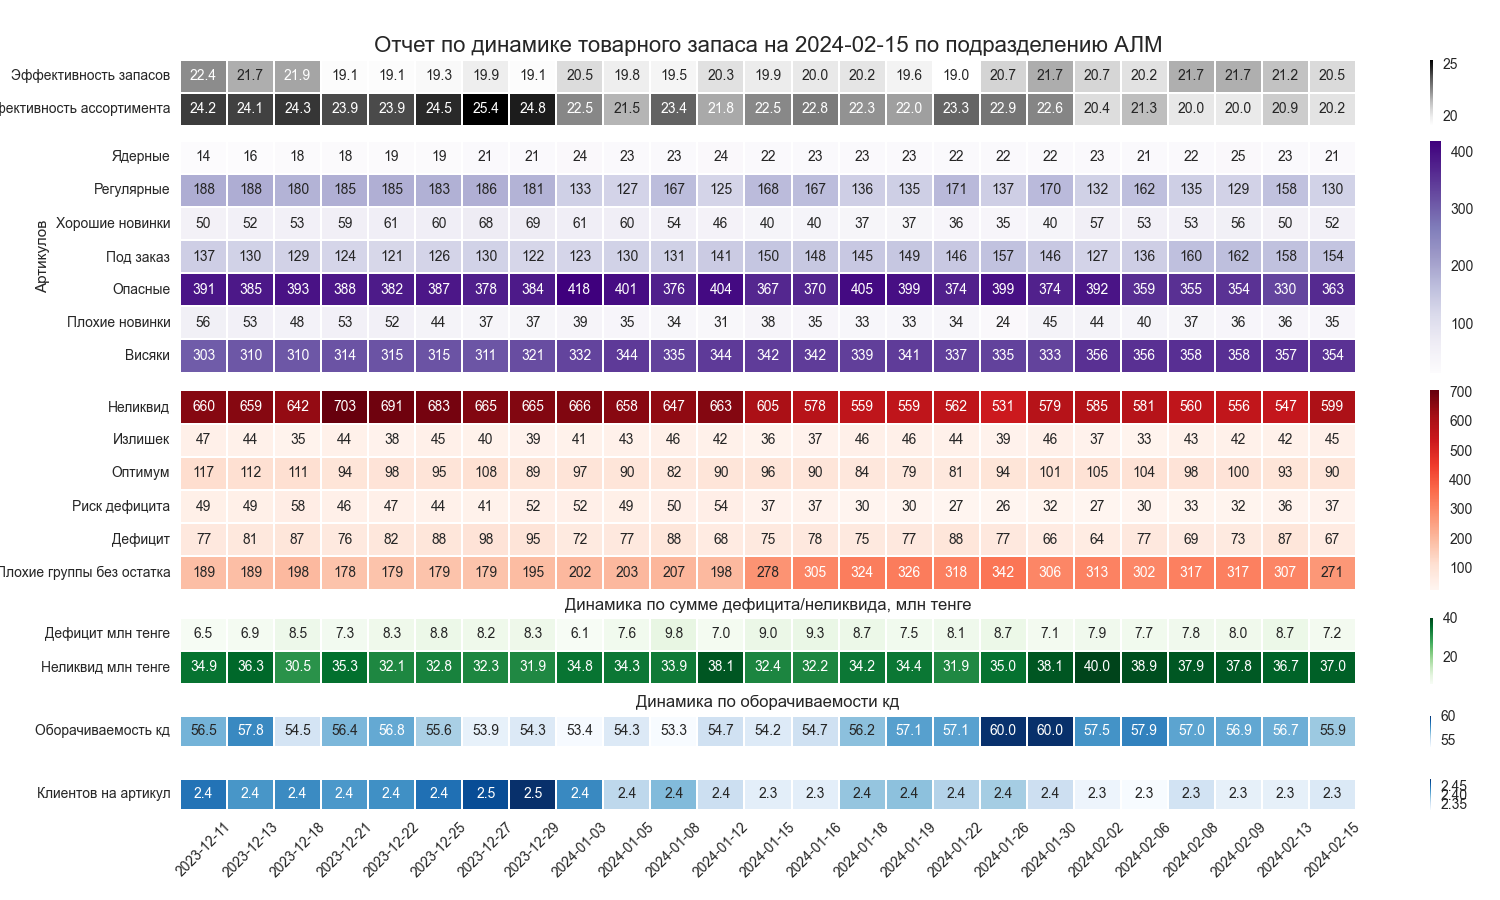 Отчет по динамике товарного запаса на 2024-02-15 по подразделению АЛМ
Эффективность запасов 22.4 21.7 21.9 19.1 19.1 19.3 19.9 19.1 20.5 19.8 19.5 20.3 19.9 20.0 20.2 19.6 19.0 20.7 21.7 20.7 20.2 21.7 21.7 21.2 20.5
фективность ассортимента 24.2 24.1 24.3 23.9 23.9 24.5 25.4 24.8 22.5 21.5 23.4 21.8 22.5 22.8 22.3 22.0 23.3 22.9 22.6 20.4 21.3 20.0 20.0 20.9 20.2
25
20
Артикулов
Ядерные 14 16 18 18 19 19 21 21 24 23 23 24 22 23 23 23 22 22 22 23 21 22 25 23 21
Регулярные 188 188 180 185 185 183 186 181 133 127 167 125 168 167 136 135 171 137 170 132 162 135 129 158 130
Хорошие новинки 50 52 53 59 61 60 68 69 61 60 54 46 40 40 37 37 36 35 40 57 53 53 56 50 52
Под заказ 137 130 129 124 121 126 130 122 123 130 131 141 150 148 145 149 146 157 146 127 136 160 162 158 154
Опасные 391 385 393 388 382 387 378 384 418 401 376 404 367 370 405 399 374 399 374 392 359 355 354 330 363
Плохие новинки 56 53 48 53 52 44 37 37 39 35 34 31 38 35 33 33 34 24 45 44 40 37 36 36 35
Висяки 303 310 310 314 315 315 311 321 332 344 335 344 342 342 339 341 337 335 333 356 356 358 358 357 354
400
300
200
100
Неликвид 660 659 642 703 691 683 665 665 666 658 647 663 605 578 559 559 562 531 579 585 581 560 556 547 599
Излишек 47 44 35 44 38 45 40 39 41 43 46 42 36 37 46 46 44 39 46 37 33 43 42 42 45
Оптимум 117 112 111 94 98 95 108 89 97 90 82 90 96 90 84 79 81 94 101 105 104 98 100 93 90
Риск дефицита 49 49 58 46 47 44 41 52 52 49 50 54 37 37 30 30 27 26 32 27 30 33 32 36 37
Дефицит 77 81 87 76 82 88 98 95 72 77 88 68 75 78 75 77 88 77 66 64 77 69 73 87 67
Плохие группы без остатка 189 189 198 178 179 179 179 195 202 203 207 198 278 305 324 326 318 342 306 313 302 317 317 307 271
700
600
500
400
300
200
100
Динамика по сумме дефицита/неликвида, млн тенге
Дефицит млн тенге 6.5 6.9 8.5 7.3 8.3 8.8 8.2 8.3 6.1 7.6 9.8 7.0 9.0 9.3 8.7 7.5 8.1 8.7 7.1 7.9 7.7 7.8 8.0 8.7 7.2
Неликвид млн тенге 34.9 36.3 30.5 35.3 32.1 32.8 32.3 31.9 34.8 34.3 33.9 38.1 32.4 32.2 34.2 34.4 31.9 35.0 38.1 40.0 38.9 37.9 37.8 36.7 37.0
40
20
Динамика по оборачиваемости кд
Оборачиваемость кд 56.5 57.8 54.5 56.4 56.8 55.6 53.9 54.3 53.4 54.3 53.3 54.7 54.2 54.7 56.2 57.1 57.1 60.0 60.0 57.5 57.9 57.0 56.9 56.7 55.9
60
55
Клиентов на артикул 2.4 2.4 2.4 2.4 2.4 2.4 2.5 2.5 2.4 2.4 2.4 2.4 2.3 2.3 2.4 2.4 2.4 2.4 2.4 2.3 2.3 2.3 2.3 2.3 2.3
2.45
2.40
2.35
2023-12-11 2023-12-13 2023-12-18 2023-12-21 2023-12-22 2023-12-25 2023-12-27 2023-12-29 2024-01-03 2024-01-05 2024-01-08 2024-01-12 2024-01-15 2024-01-16 2024-01-18 2024-01-19 2024-01-22 2024-01-26 2024-01-30 2024-02-02 2024-02-06 2024-02-08 2024-02-09 2024-02-13 2024-02-15